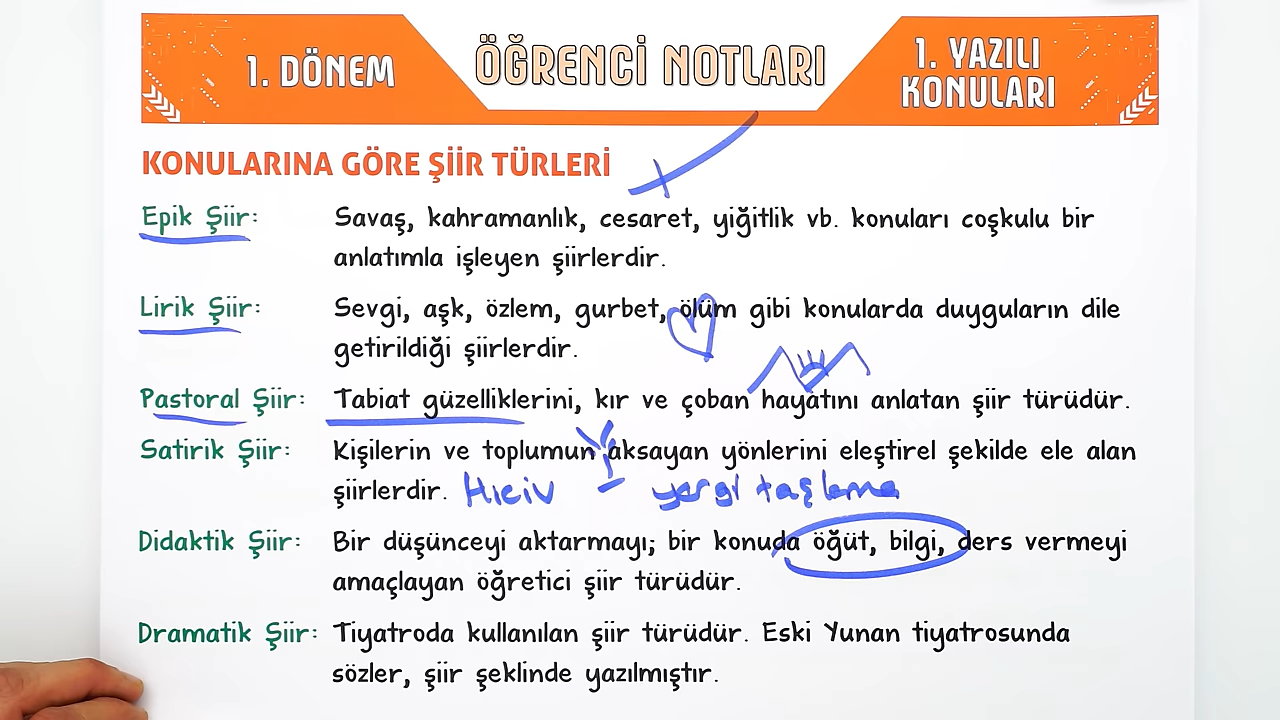 1. DÖNEM
ÖĞRENCİ NOTLARI
1. YAZILI
KONULARI
KONULARINA GÖRE ŞİİR TÜRLERİ
Epik Şiir: Savaş, kahramanlık, cesaret, yiğitlik vb. konuları coşkulu bir
anlatımla işleyen şiirlerdir.
Lirik Şiir: Sevgi, aşk, özlem, gurbet, ölüm gibi konularda duyguların dile
getirildiği şiirlerdir.
Pastoral Şiir: Tabiat güzelliklerini, kır ve çoban hayatını anlatan şiir türüdür.
Satirik Şiir: Kişilerin ve toplumun aksayan yönlerini eleştirel şekilde ele alan
şiirlerdir. Hiciv yergi taşlama
Didaktik Şiir: Bir düşünceyi aktarmayı; bir konuda öğüt, bilgi, ders vermeyi
amaçlayan öğretici şiir türüdür.
Dramatik Şiir: Tiyatroda kullanılan şiir türüdür. Eski Yunan tiyatrosunda
sözler, şiir şeklinde yazılmıştır.